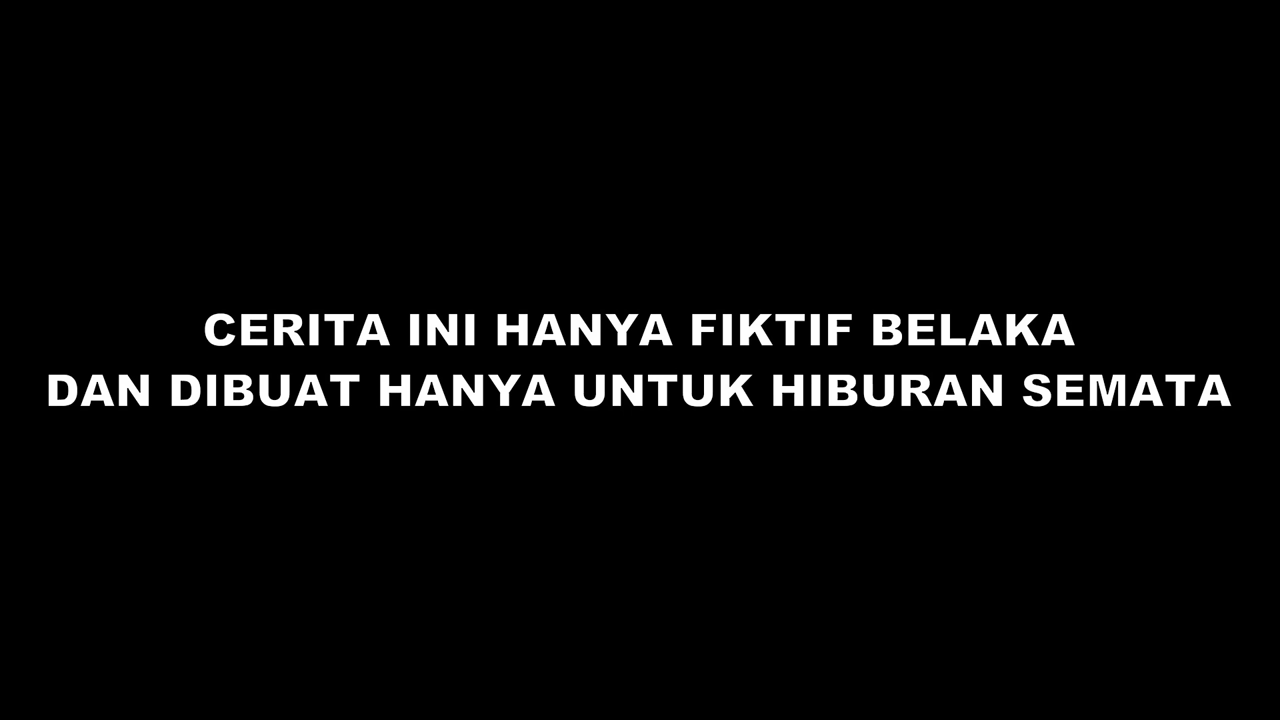 CERITA INI HANYA FIKTIF BELAKA
DAN DIBUAT HANYA UNTUK HIBURAN SEMATA